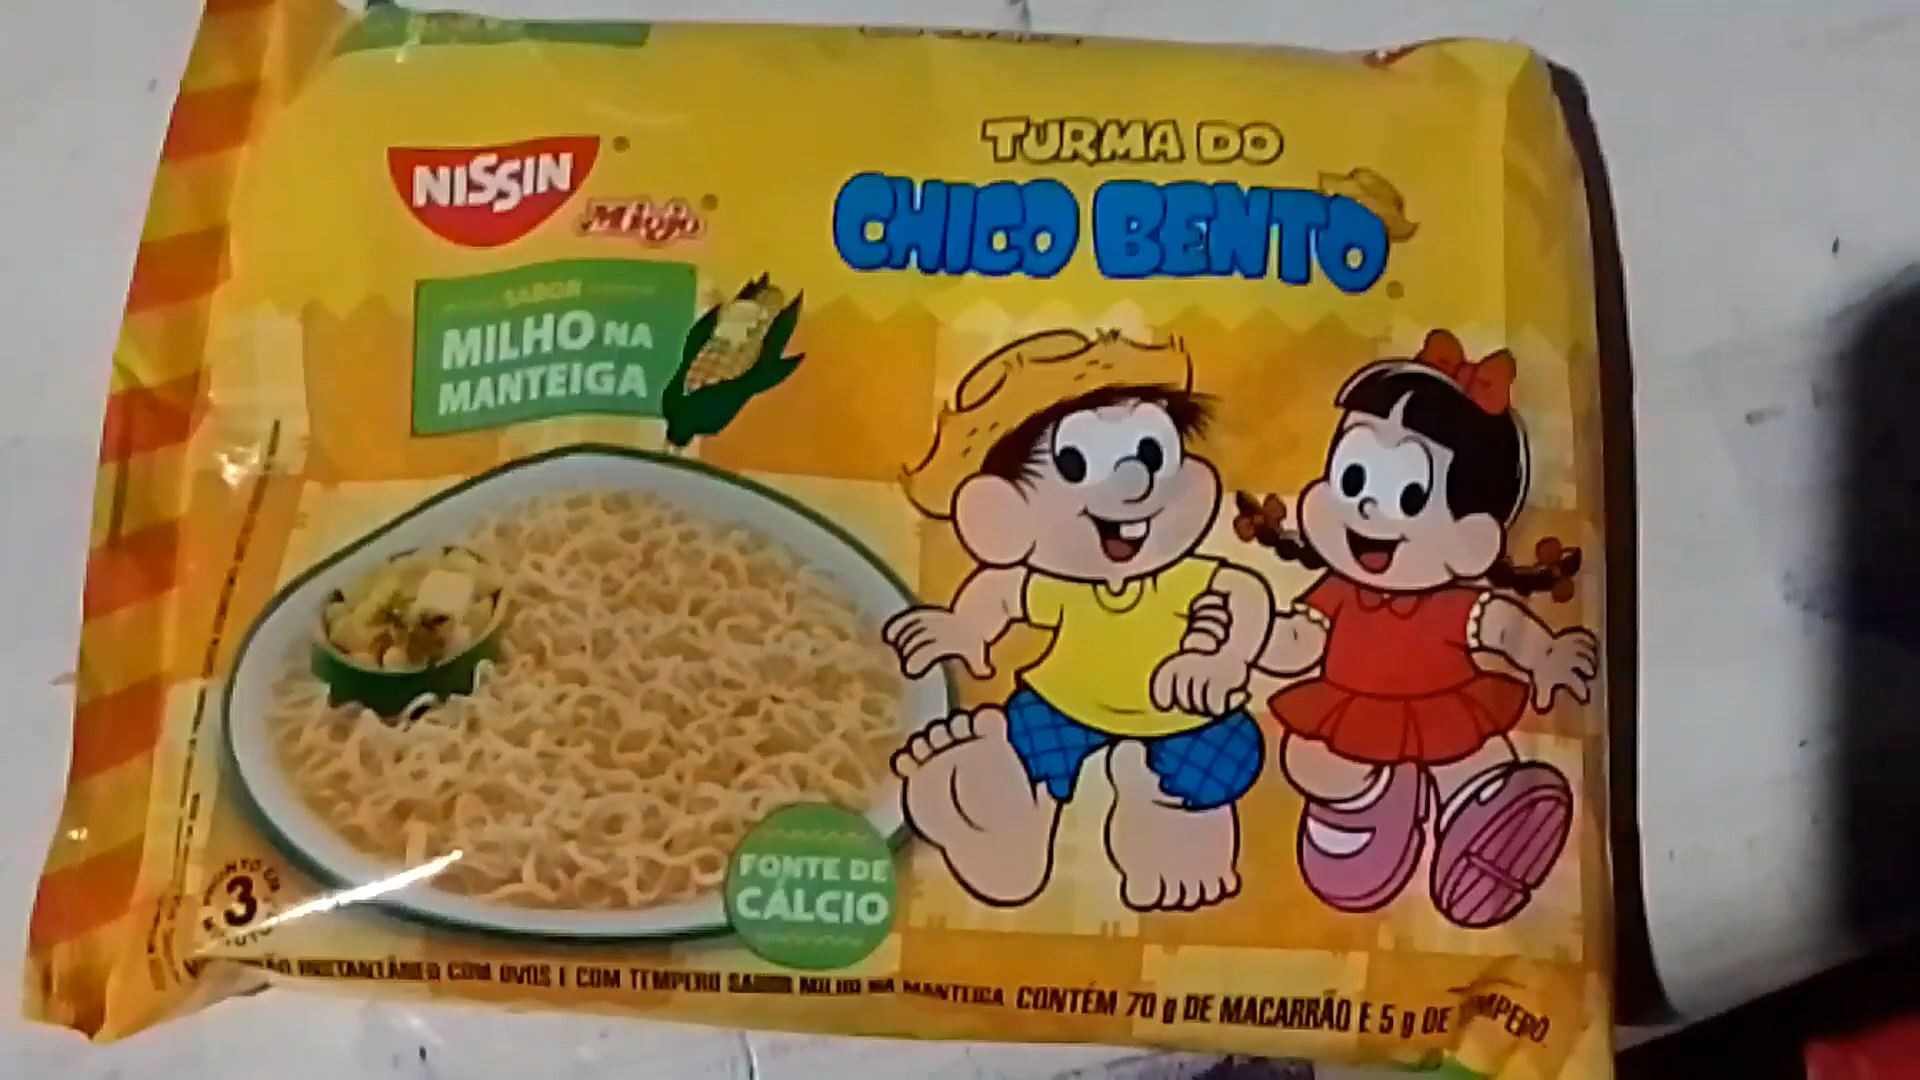 NISSIN
Miojo
TURMA DO
CHICO BENTO
SABOR
MILHO NA
MANTEIGA
FONTE DE
CÁLCIO
3
INSTANTÂNEO COM OVOS E COM TEMPERO SABOR MILHO NA MANTEIGA CONTÉM 70 g DE MACARRÃO E 5 g DE TEMPERO